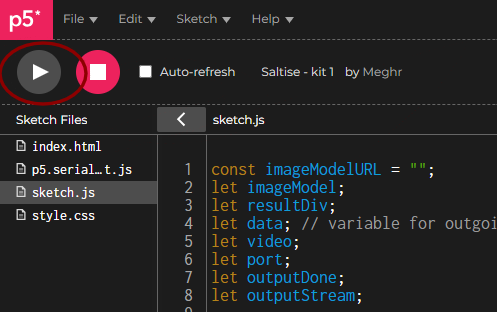 p5* File Edit Sketch Help
Auto-refresh Saltise - kit 1 by Meghr
Sketch Files sketch.js
index.html
p5.serial…t.js
sketch.js
style.css
1 const imageModelURL = "";
2 let imageModel;
3 let resultDiv;
4 let data; // variable for outgoi
5 let video;
6 let port;
7 let outputDone;
8 let outputStream;